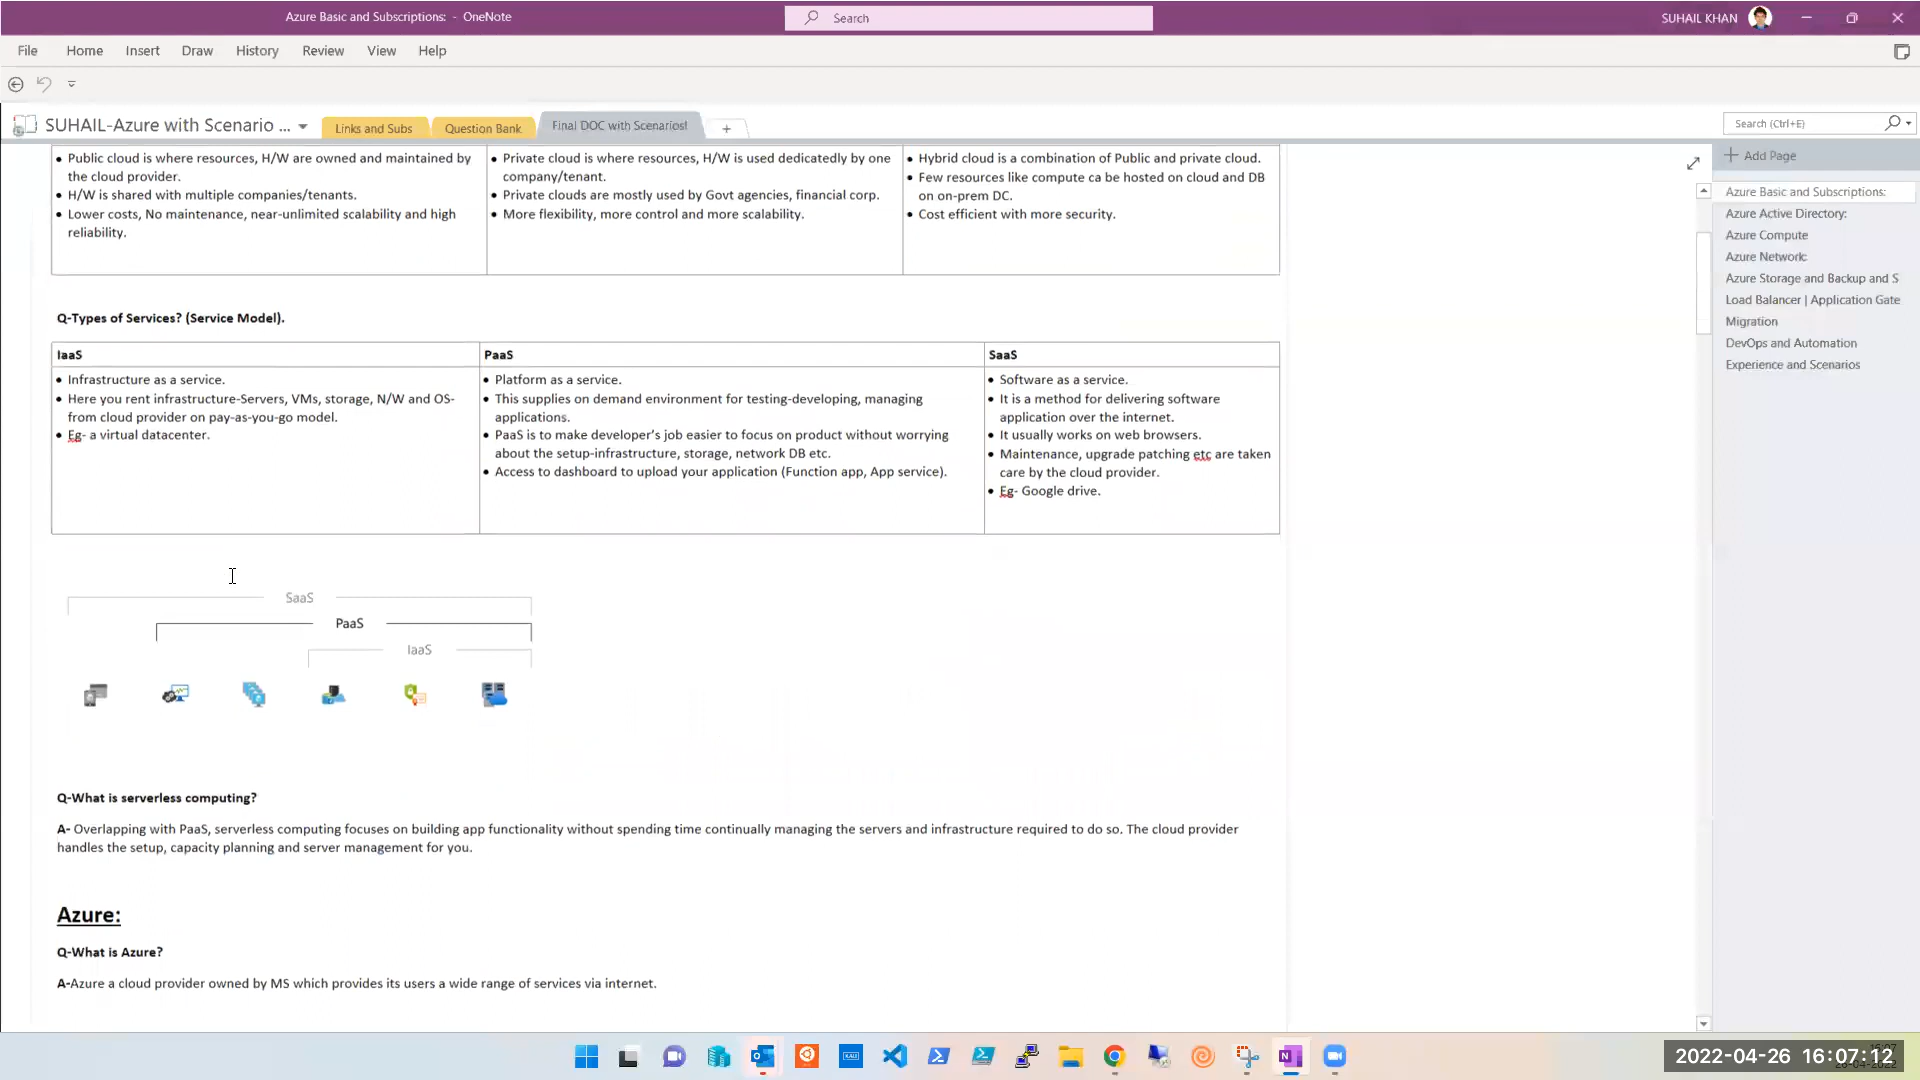 Azure Basic and Subscriptions: - OneNote
Search
SUHAIL KHAN
File Home Insert Draw History Review View Help
SUHAIL-Azure with Scenario ...
Links and Subs
Question Bank
Final DOC with Scenarios!
Search (Ctrl+E)
Add Page
Azure Basic and Subscriptions:
Azure Active Directory:
Azure Compute
Azure Network:
Azure Storage and Backup and S
Load Balancer | Application Gate
Migration
DevOps and Automation
Experience and Scenarios
• Public cloud is where resources, H/W are owned and maintained by
the cloud provider.
• H/W is shared with multiple companies/tenants.
• Lower costs, No maintenance, near-unlimited scalability and high
reliability.
• Private cloud is where resources, H/W is used dedicatedly by one
company/tenant.
• Private clouds are mostly used by Govt agencies, financial corp.
• More flexibility, more control and more scalability.
• Hybrid cloud is a combination of Public and private cloud.
• Few resources like compute ca be hosted on cloud and DB
on on-prem DC.
• Cost efficient with more security.
Q-Types of Services? (Service Model).
IaaS
• Infrastructure as a service.
• Here you rent infrastructure-Servers, VMs, storage, N/W and OS-
from cloud provider on pay-as-you-go model.
• Eg- a virtual datacenter.
PaaS
• Platform as a service.
• This supplies on demand environment for testing-developing, managing
applications.
• PaaS is to make developer's job easier to focus on product without worrying
about the setup-infrastructure, storage, network DB etc.
• Access to dashboard to upload your application (Function app, App service).
SaaS
• Software as a service.
• It is a method for delivering software
application over the internet.
• It usually works on web browsers.
• Maintenance, upgrade patching etc are taken
care by the cloud provider.
• Eg- Google drive.
SaaS
PaaS
IaaS
Q-What is serverless computing?
A- Overlapping with PaaS, serverless computing focuses on building app functionality without spending time continually managing the servers and infrastructure required to do so. The cloud provider
handles the setup, capacity planning and server management for you.
Azure:
Q-What is Azure?
A-Azure a cloud provider owned by MS which provides its users a wide range of services via internet.
2022-04-26 16:07:12